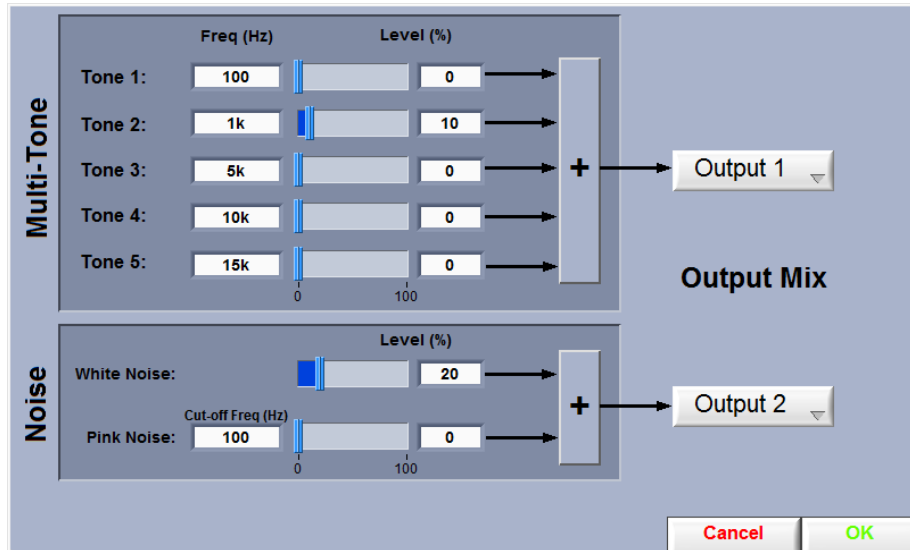 Multi-Tone
Freq (Hz) Level (%)
Tone 1: 100 0
Tone 2: 1k 10
Tone 3: 5k 0
Tone 4: 10k 0
Tone 5: 15k 0
0 100
+
Output 1
Output Mix
Noise
Level (%)
White Noise: 20
Cut-off Freq (Hz)
Pink Noise: 100 0
0 100
+
Output 2
Cancel OK